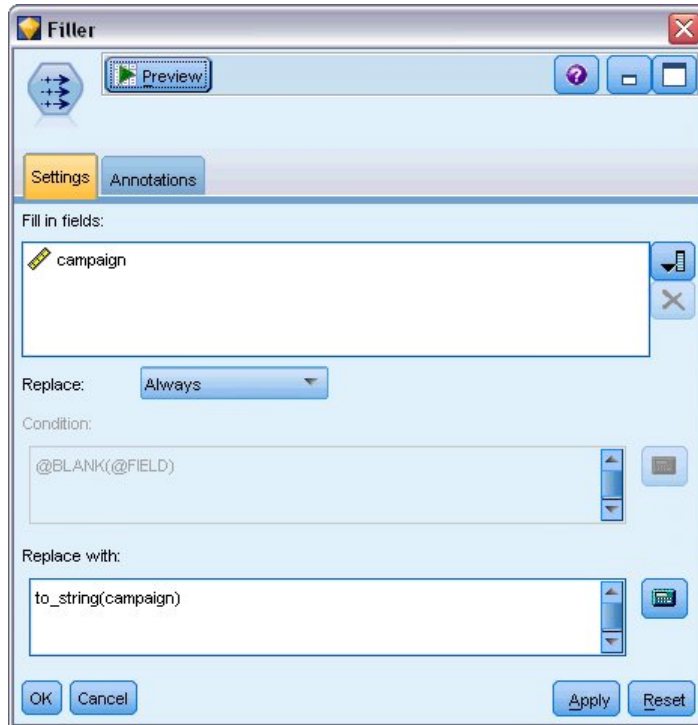 Filler
Preview
Settings Annotations
Fill in fields:
campaign
Replace: Always
Condition:
@BLANK(@FIELD)
Replace with:
to_string(campaign)
OK Cancel Apply Reset